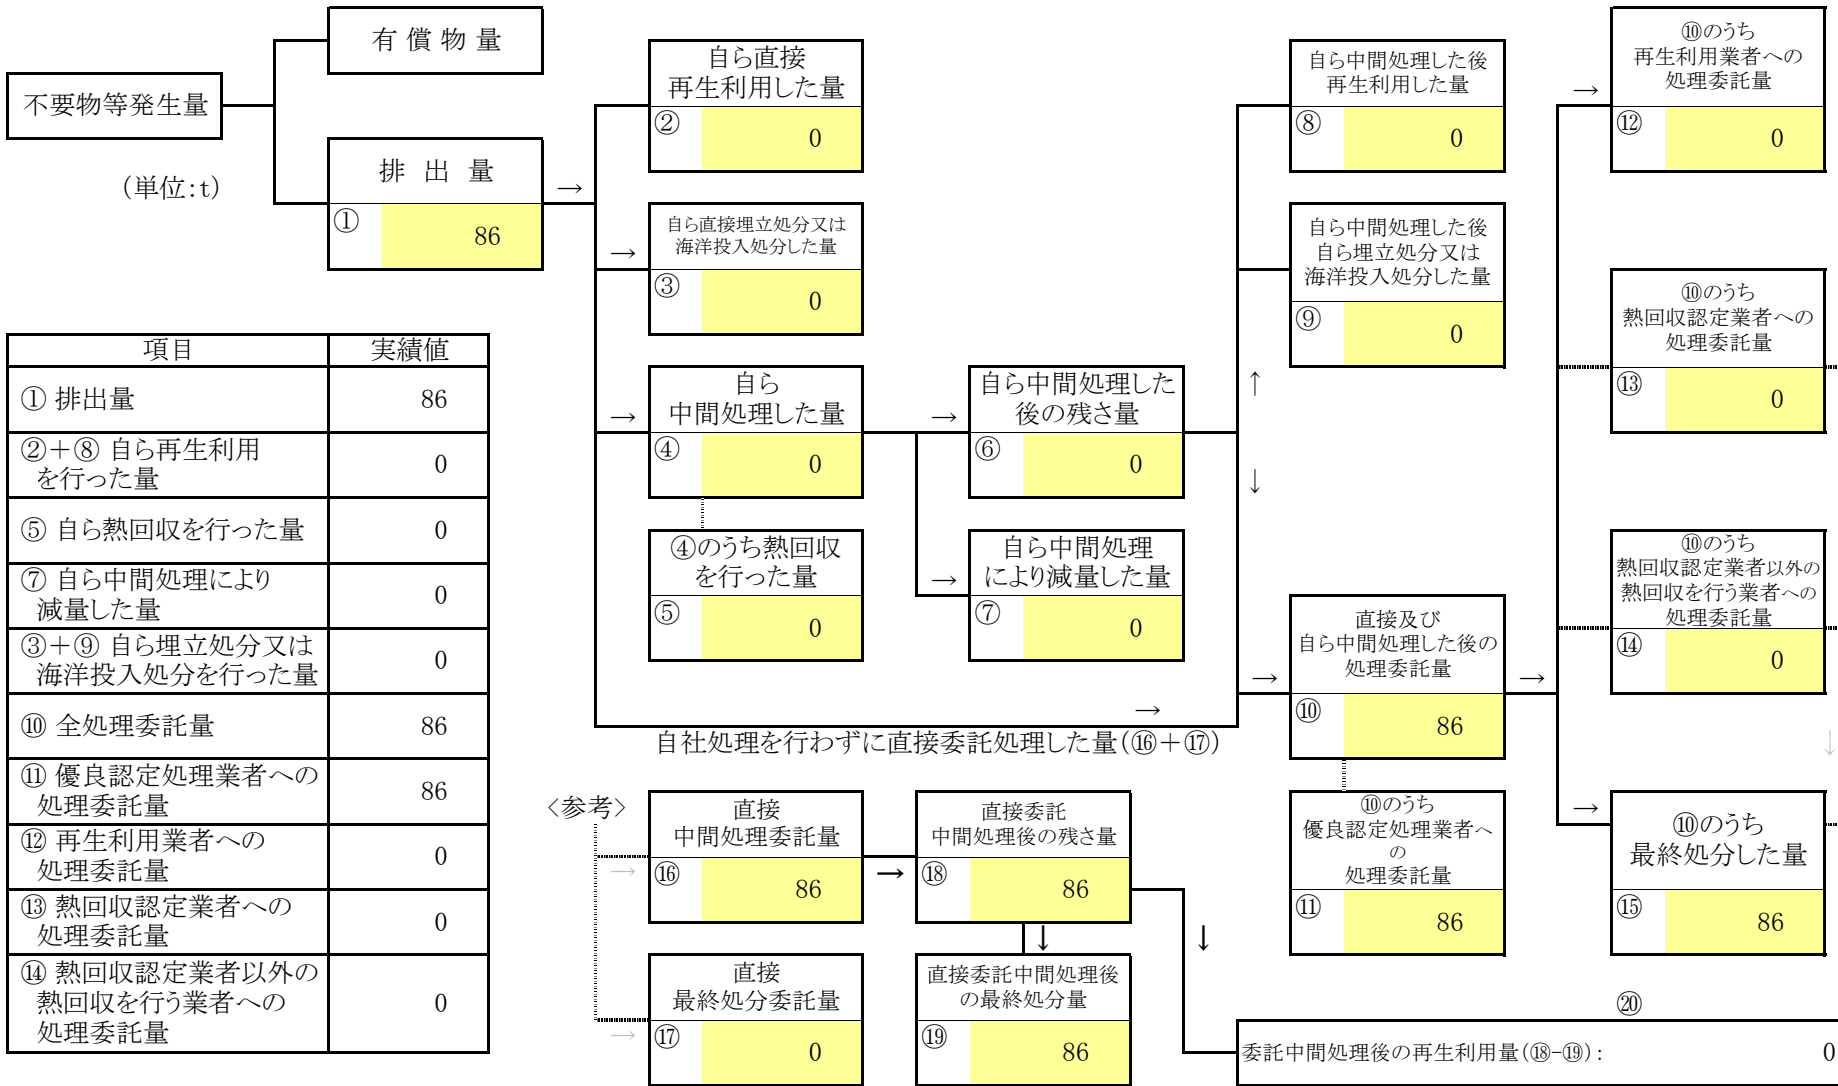 不要物等発生量
(単位:t)
有 償 物 量
排 出 量
① 86
自ら直接
再生利用した量
② 0
自ら直接埋立処分又は
海洋投入処分した量
③ 0
自ら
中間処理した量
④ 0
④のうち熱回収
を行った量
⑤ 0
自ら中間処理した
後の残さ量
⑥ 0
自ら中間処理
により減量した量
⑦ 0
自ら中間処理した後
再生利用した量
⑧ 0
自ら中間処理した後
自ら埋立処分又は
海洋投入処分した量
⑨ 0
直接及び
自ら中間処理した後の
処理委託量
⑩ 86
⑩のうち
優良認定処理業者へ
の
処理委託量
⑪ 86
⑩のうち
再生利用業者への
処理委託量
⑫ 0
⑩のうち
熱回収認定業者への
処理委託量
⑬ 0
⑩のうち
熱回収認定業者以外の
熱回収を行う業者への
処理委託量
⑭ 0
⑩のうち
最終処分した量
⑮ 86
→
→
→
→
→
→
→
→
→
→
→
→
→
→
↑
↓
↓
↓
↓
自社処理を行わずに直接委託処理した量(⑯+⑰)
<参考>
直接
中間処理委託量
⑯ 86
直接
最終処分委託量
⑰ 0
直接委託
中間処理後の残さ量
⑱ 86
直接委託中間処理後
の最終処分量
⑲ 86
⑳
委託中間処理後の再生利用量(⑱-⑲): 0
項目 実績値
① 排出量 86
②+⑧ 自ら再生利用
を行った量 0
⑤ 自ら熱回収を行った量 0
⑦ 自ら中間処理により
減量した量 0
③+⑨ 自ら埋立処分又は
海洋投入処分を行った量 0
⑩ 全処理委託量 86
⑪ 優良認定処理業者への
処理委託量 86
⑫ 再生利用業者への
処理委託量 0
⑬ 熱回収認定業者への
処理委託量 0
⑭ 熱回収認定業者以外の
熱回収を行う業者への
処理委託量 0